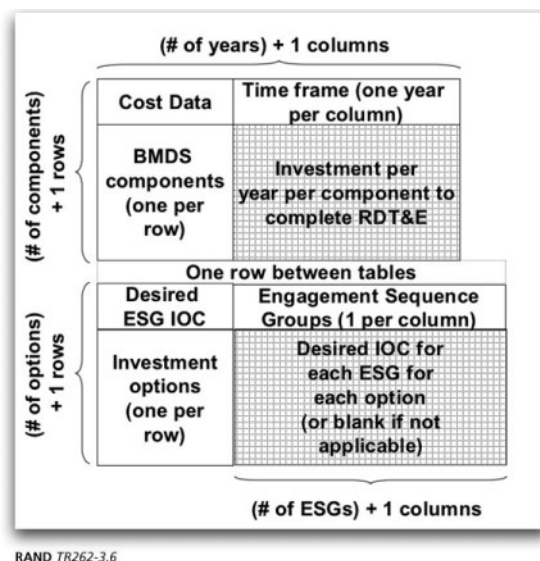 (# of years) + 1 columns
(# of components)
+ 1 rows
Cost Data
Time frame (one year
per column)
BMDS
components
(one per
row)
Investment per
year per component to
complete RDT&E
One row between tables
(# of options)
+ 1 rows
Desired
ESG IOC
Engagement Sequence
Groups (1 per column)
Investment
options
(one per
row)
Desired IOC for
each ESG for
each option
(or blank if not
applicable)
(# of ESGs) + 1 columns
RAND TR262-3.6